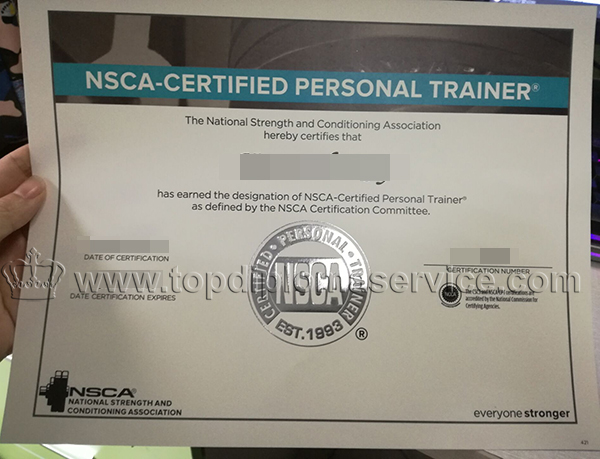 NSCA-CERTIFIED PERSONAL TRAINER®
The National Strength and Conditioning Association
hereby certifies that
has earned the designation of NSCA-Certified Personal Trainer®
as defined by the NSCA Certification Committee.
DATE OF CERTIFICATION
DATE CERTIFICATION EXPIRES
CERTIFIED • PERSONAL • TRAINER
NSCA
EST. 1993
®
CERTIFICATION NUMBER
accredited by the National Commission for
Certifying Agencies.
service.com
NSCA®
NATIONAL STRENGTH AND
CONDITIONING ASSOCIATION
everyone stronger